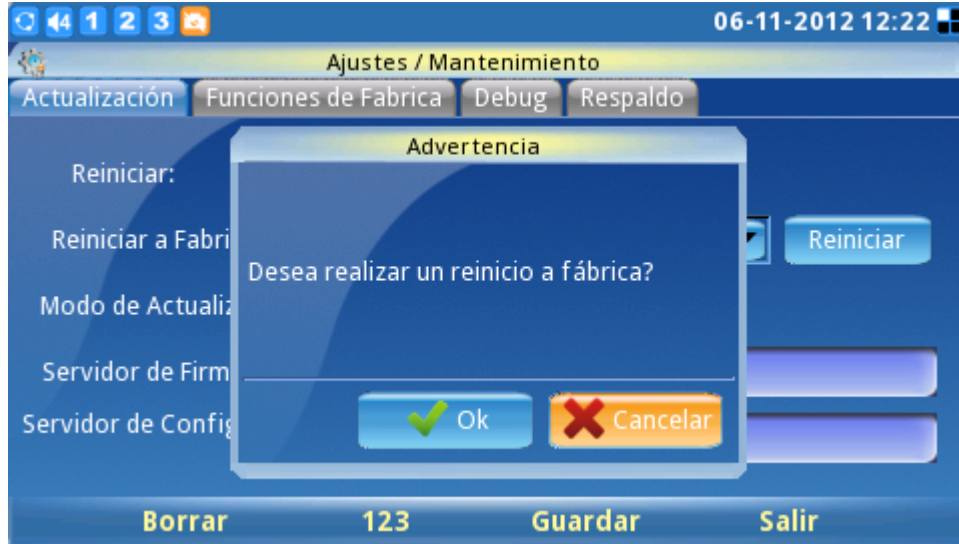 4 1 2 3 06-11-2012 12:22
Ajustes / Mantenimiento
Actualización Funciones de Fabrica Debug Respaldo
Advertencia
Reiniciar:
Reiniciar a Fabri Reiniciar
Desea realizar un reinicio a fábrica?
Modo de Actualiz
Servidor de Firm
Servidor de Config
Ok Cancelar
Borrar 123 Guardar Salir